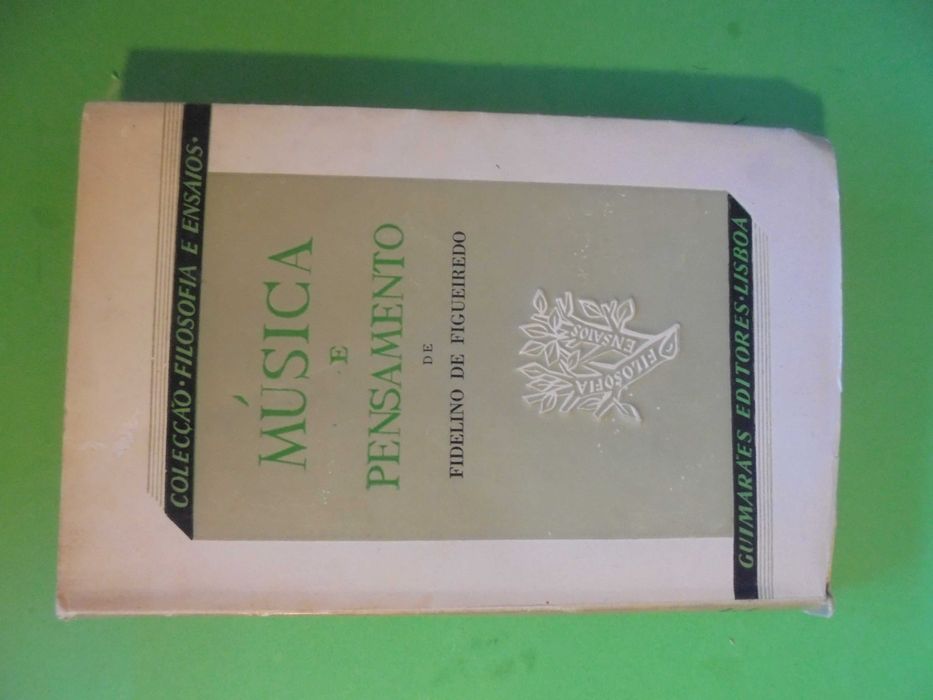 COLECÇÃO • FILOSOFIA E ENSAIOS •
MÚSICA
E
PENSAMENTO
DE
FIDELINO DE FIGUEIREDO
FILOSOFIA
ENSAIOS
GUIMARÃES EDITORES • LISBOA